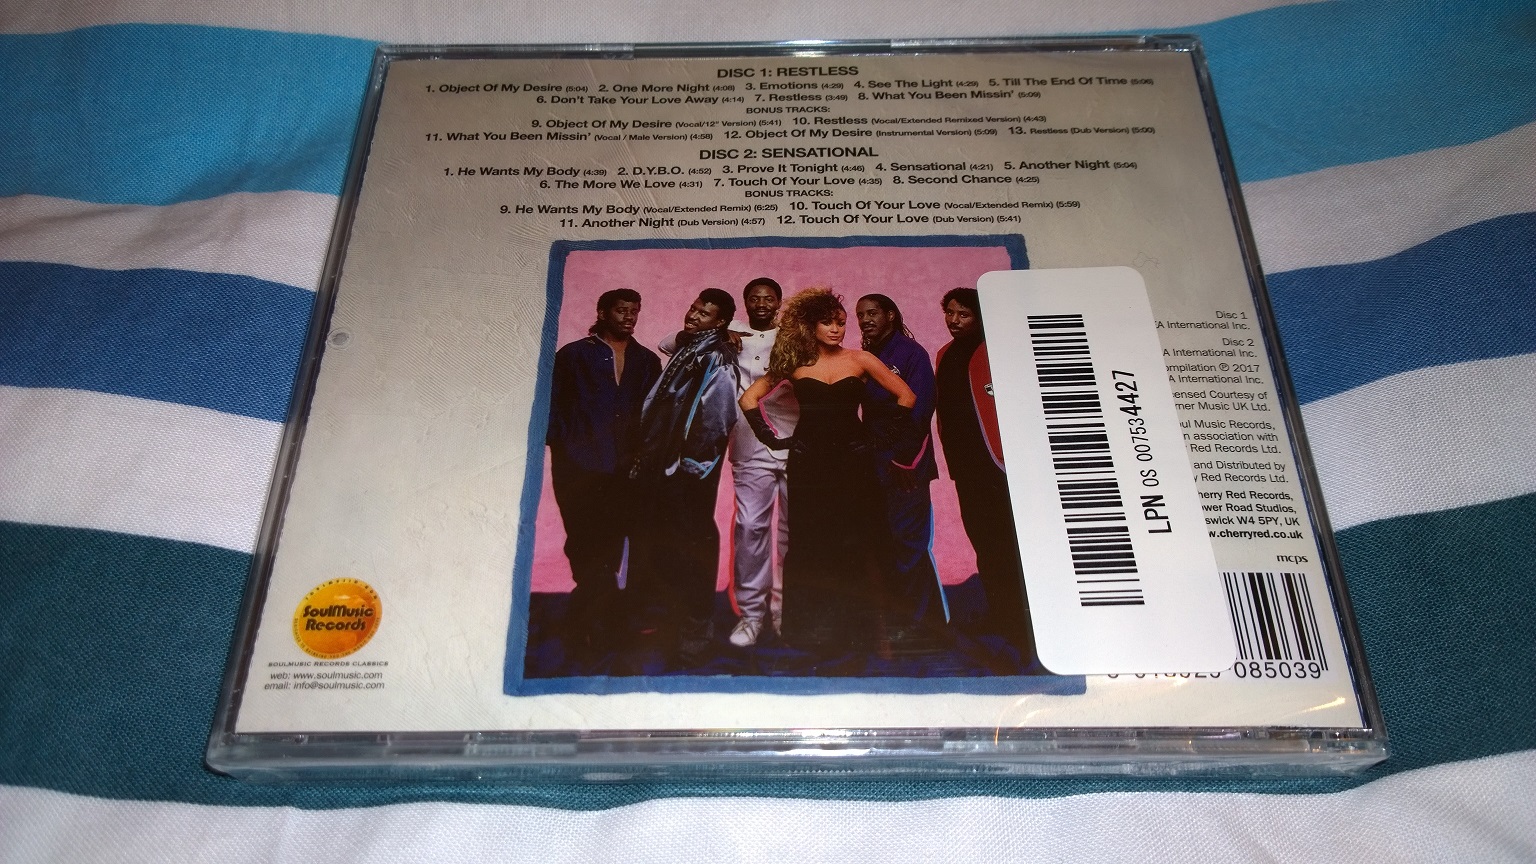 DISC 1: RESTLESS
1. Object Of My Desire (5:04) 2. One More Night (4:08) 3. Emotions (4:29) 4. See The Light (4:29) 5. Till The End Of Time (5:06)
6. Don't Take Your Love Away (4:14) 7. Restless (3:49) 8. What You Been Missin' (5:09)
BONUS TRACKS:
9. Object Of My Desire (Vocal/12" Version) (5:41) 10. Restless (Vocal/Extended Remixed Version) (4:43)
11. What You Been Missin' (Vocal / Male Version) (4:58) 12. Object Of My Desire (Instrumental Version) (5:09) 13. Restless (Dub Version) (5:00)
DISC 2: SENSATIONAL
1. He Wants My Body (4:39) 2. D.Y.B.O. (4:52) 3. Prove It Tonight (4:46) 4. Sensational (4:21) 5. Another Night (5:04)
6. The More We Love (4:31) 7. Touch Of Your Love (4:35) 8. Second Chance (4:25)
BONUS TRACKS:
9. He Wants My Body (Vocal/Extended Remix) (6:25) 10. Touch Of Your Love (Vocal/Extended Remix) (5:59)
11. Another Night (Dub Version) (4:57) 12. Touch Of Your Love (Dub Version) (5:41)
Disc 1
International Inc.
Disc 2
International Inc.
℗ 2017
International Inc.
Courtesy of
Music UK Ltd.
Music Records,
in association with
Red Records Ltd.
and Distributed by
Red Records Ltd.
Red Records,
Road Studios,
W4 5PY, UK
.cherryred.co.uk
mcps
085039
LPN OS 007534427
SoulMusic
Records
SOULMUSIC RECORDS CLASSICS
web: www.soulmusic.com
email: info@soulmusic.com